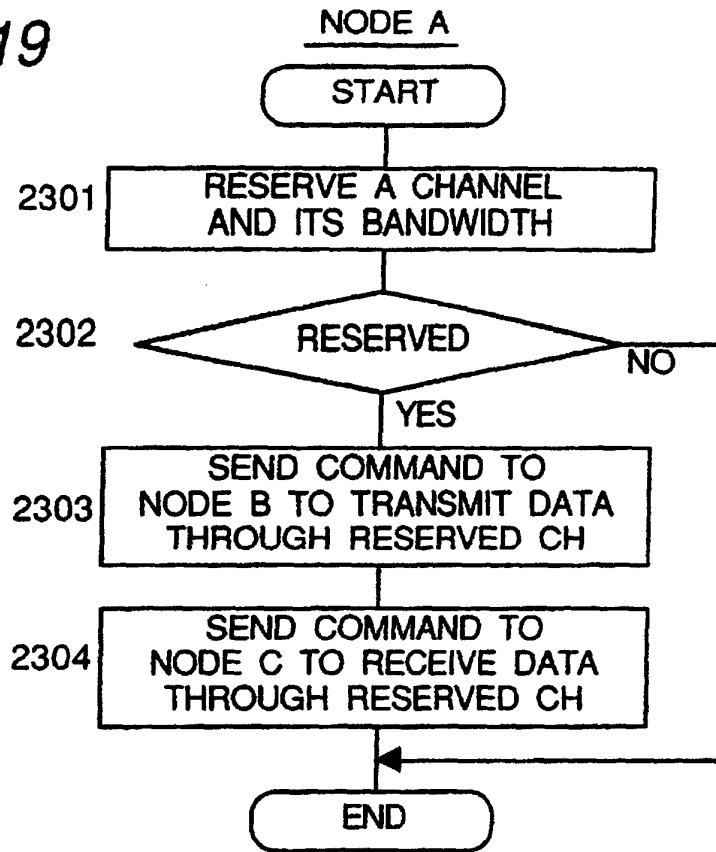 19
NODE A
START
2301
RESERVE A CHANNEL
AND ITS BANDWIDTH
2302
RESERVED
NO
YES
2303
SEND COMMAND TO
NODE B TO TRANSMIT DATA
THROUGH RESERVED CH
2304
SEND COMMAND TO
NODE C TO RECEIVE DATA
THROUGH RESERVED CH
END